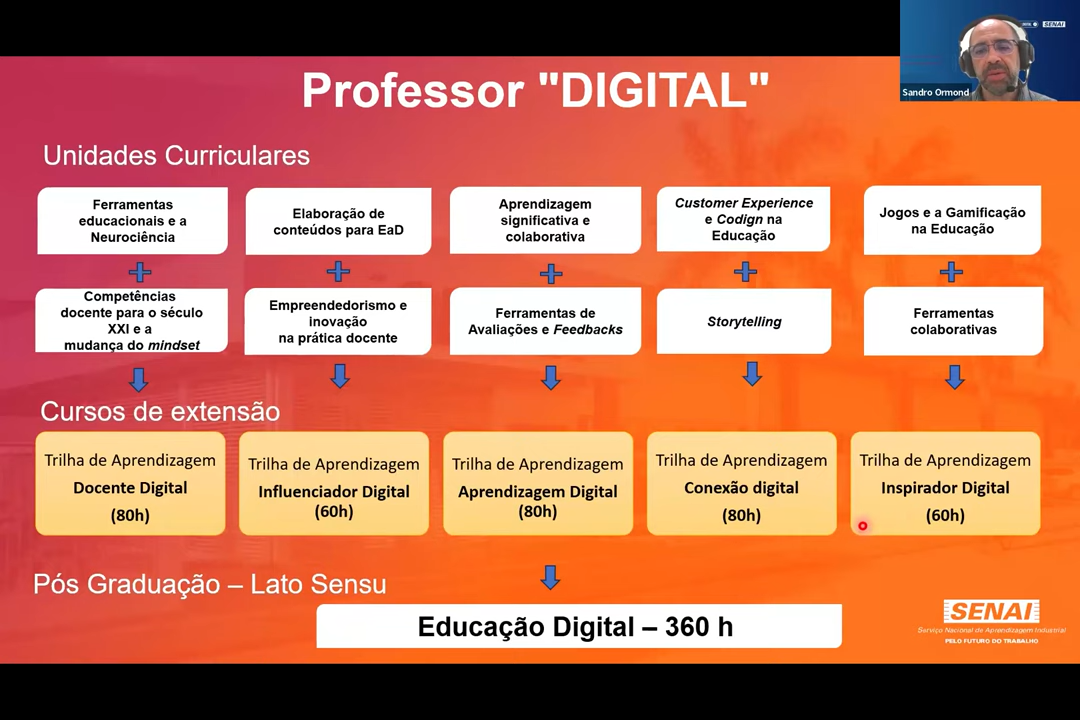 SENAI
Sandro Ormond
Professor "DIGITAL"
Unidades Curriculares
Ferramentas
educacionais e a
Neurociência
Elaboração de
conteúdos para EaD
Aprendizagem
significativa e
colaborativa
Customer Experience
e Codign na
Educação
Jogos e a Gamificação
na Educação
Competências
docente para o século
XXI e a
mudança do mindset
Empreendedorismo e
inovação
na prática docente
Ferramentas de
Avaliações e Feedbacks
Storytelling
Ferramentas
colaborativas
Cursos de extensão
Trilha de Aprendizagem
Docente Digital
(80h)
Trilha de Aprendizagem
Influenciador Digital
(60h)
Trilha de Aprendizagem
Aprendizagem Digital
(80h)
Trilha de Aprendizagem
Conexão digital
(80h)
Trilha de Aprendizagem
Inspirador Digital
(60h)
Pós Graduação – Lato Sensu
Educação Digital – 360 h
SENAI
Serviço Nacional de Aprendizagem Industrial
PELO FUTURO DO TRABALHO